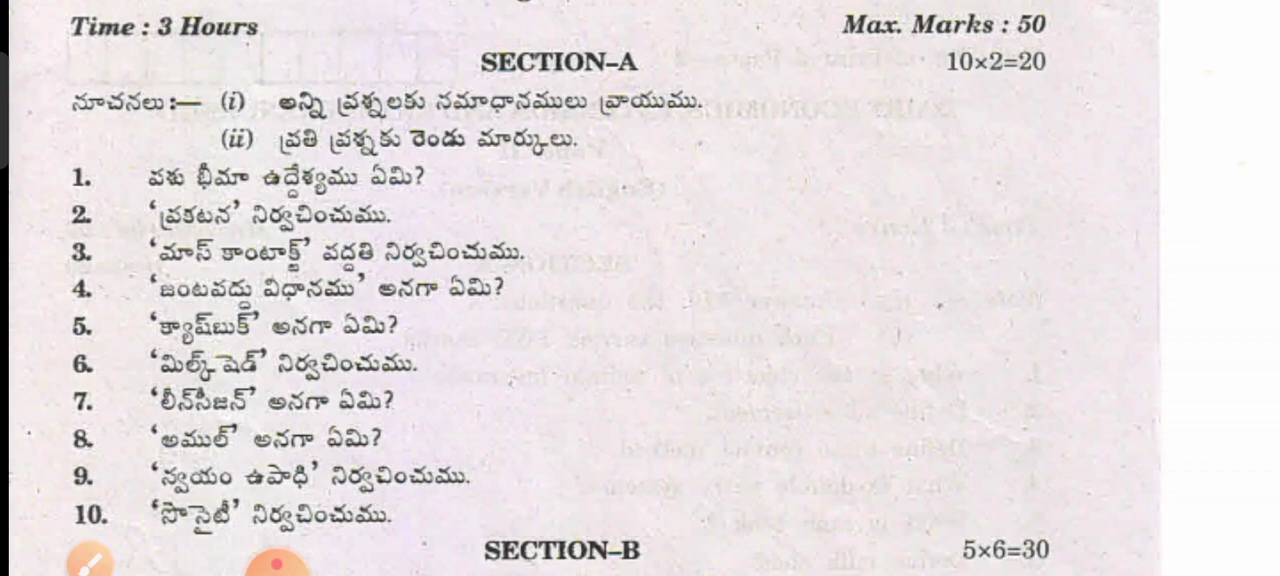 Time : 3 Hours Max. Marks : 50
SECTION–A 10×2=20
సూచనలు :— (i) అన్ని ప్రశ్నలకు సమాధానములు వ్రాయుము.
(ii) ప్రతి ప్రశ్నకు రెండు మార్కులు.
1. పశు భీమా ఉద్దేశ్యము ఏమి?
2. ‘ప్రకటన’ నిర్వచించుము.
3. ‘మాస్ కాంటాక్ట్’ పద్ధతి నిర్వచించుము.
4. ‘జంటపద్దు విధానము’ అనగా ఏమి?
5. ‘క్యాష్‌బుక్’ అనగా ఏమి?
6. ‘మిల్క్ షెడ్’ నిర్వచించుము.
7. ‘లీన్‌సీజన్’ అనగా ఏమి?
8. ‘అముల్’ అనగా ఏమి?
9. ‘స్వయం ఉపాధి’ నిర్వచించుము.
10. ‘సొసైటీ’ నిర్వచించుము.
SECTION–B 5×6=30